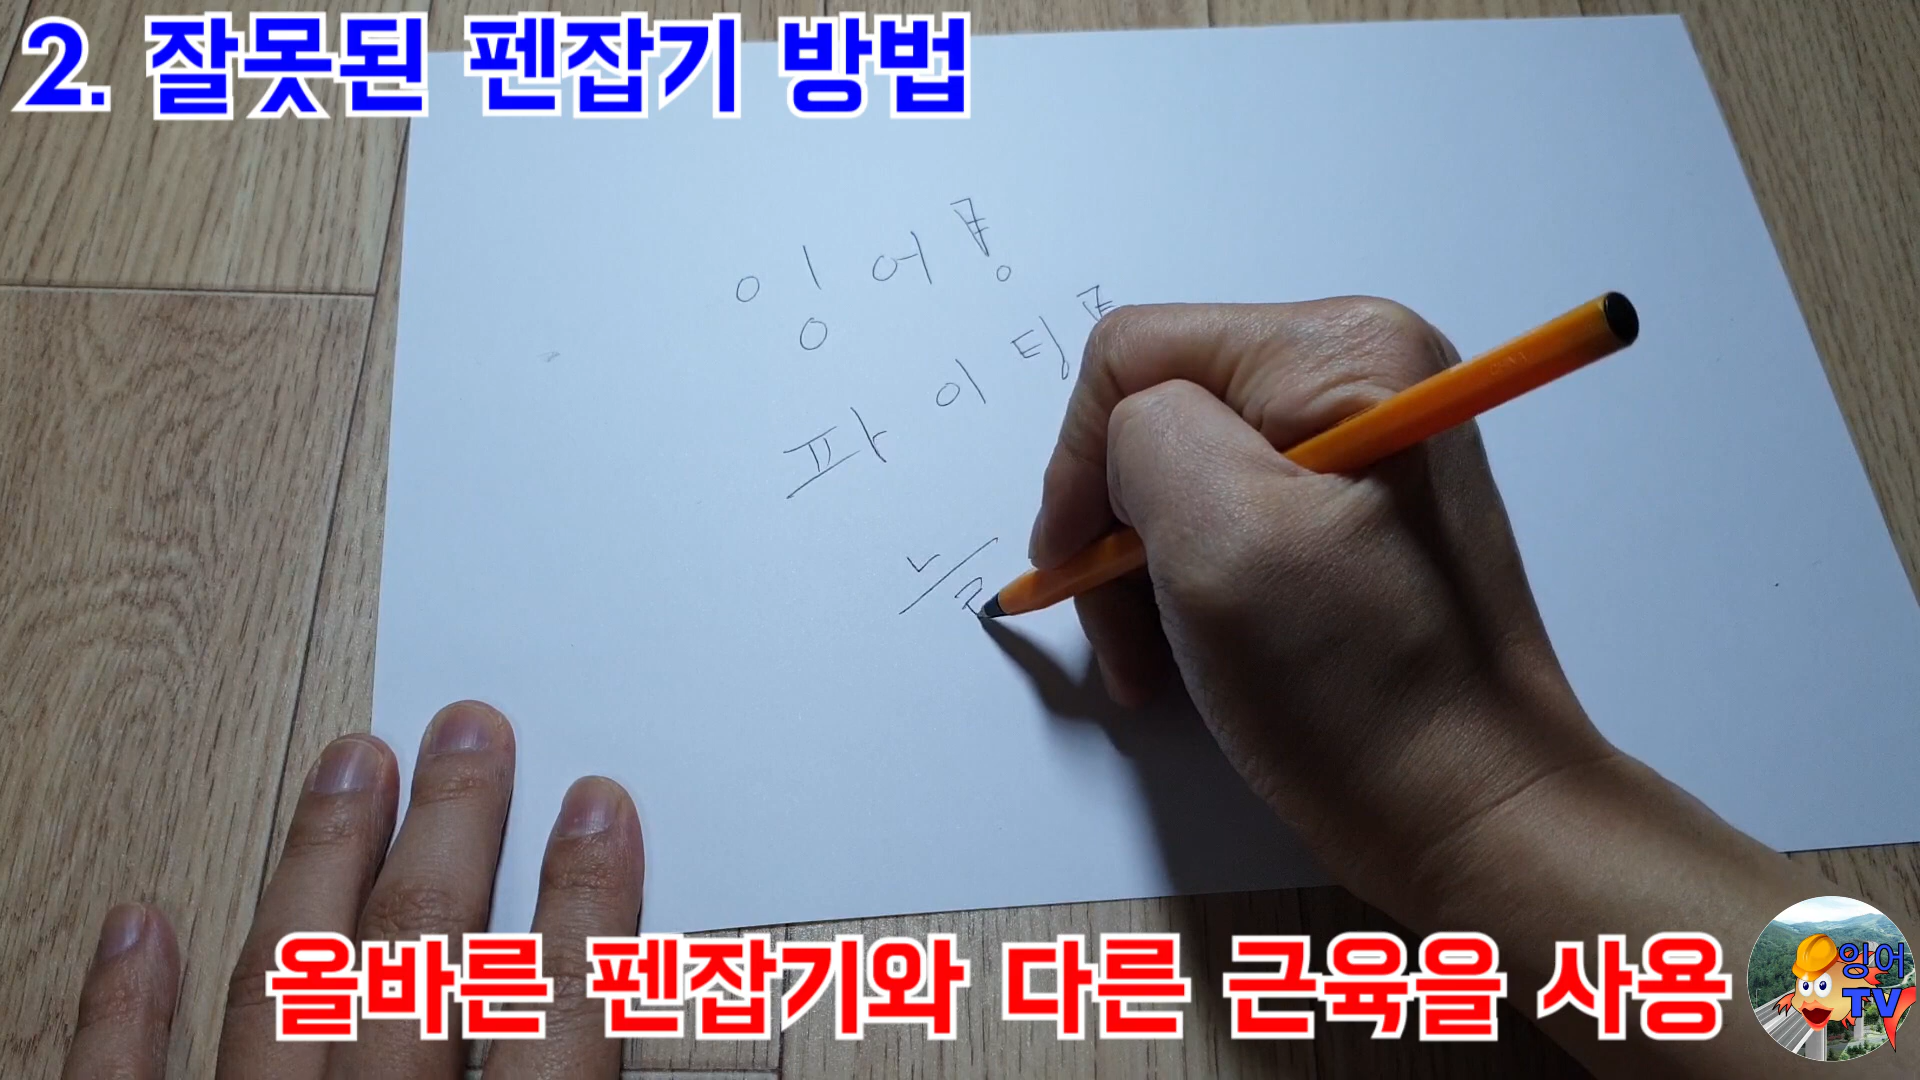 2. 잘못된 펜잡기 방법
잉어
파이팅
올바른 펜잡기와 다른 근육을 사용
잉어
TV